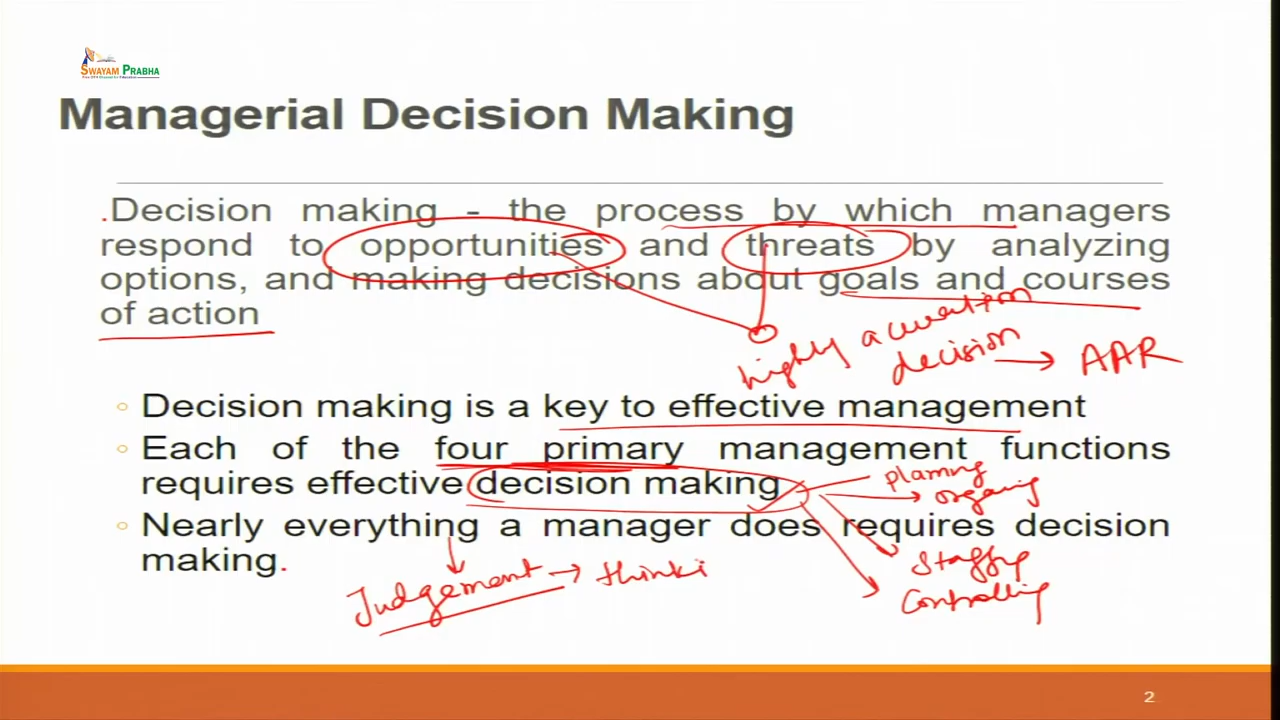 SWAYAM PRABHA
Managerial Decision Making
.Decision making - the process by which managers
respond to opportunities and threats by analyzing
options, and making decisions about goals and courses
of action
highly
decision → AAR
Decision making is a key to effective management
Each of the four primary management functions
requires effective decision making
planning
Nearly everything a manager does requires decision
making.
Judgement → thinki
Staffing
Controlling
2